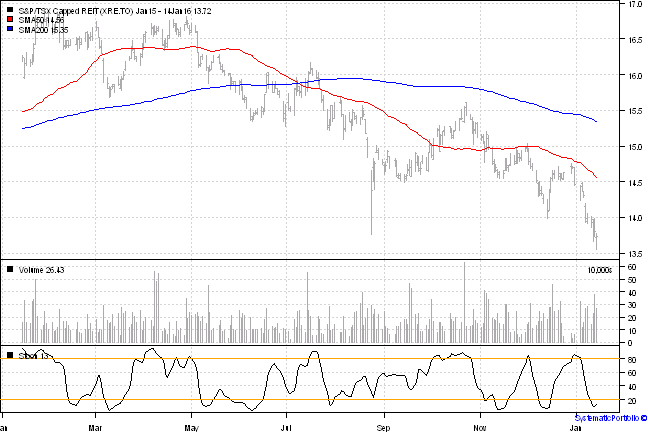 S&P/TSX Capped REIT (XRE.TO) Jan 15 - 14Jan16 13.72
SMA50 14.56
SMA200 15.35
17.0
16.5
16.0
15.5
15.0
14.5
14.0
13.5
Volume 26.43
10,000s
60
50
40
30
20
10
0
Stoch 13
80
60
40
20
Jan Mar May Jul Sep Nov Jan
SystematicPortfolio ©